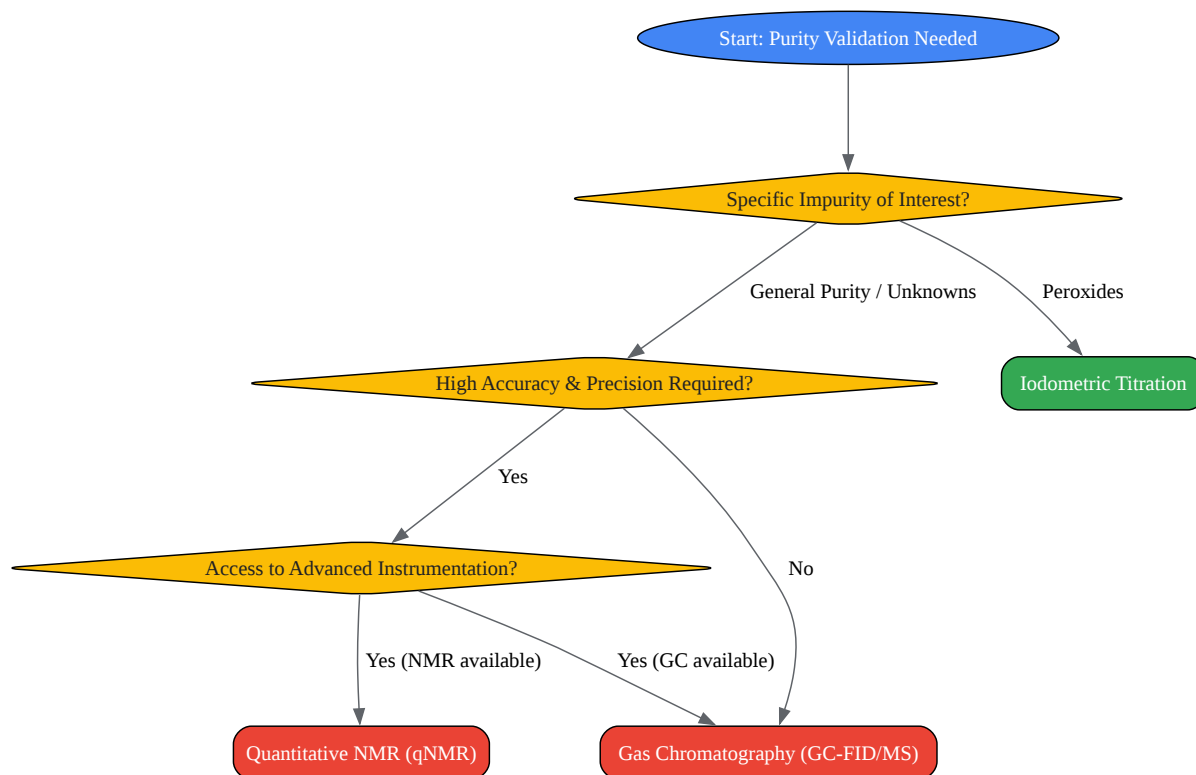 Start: Purity Validation Needed
Specific Impurity of Interest?
General Purity / Unknowns
Peroxides
High Accuracy & Precision Required?
Iodometric Titration
Yes
Access to Advanced Instrumentation?
No
Yes (NMR available)
Yes (GC available)
Quantitative NMR (qNMR)
Gas Chromatography (GC-FID/MS)